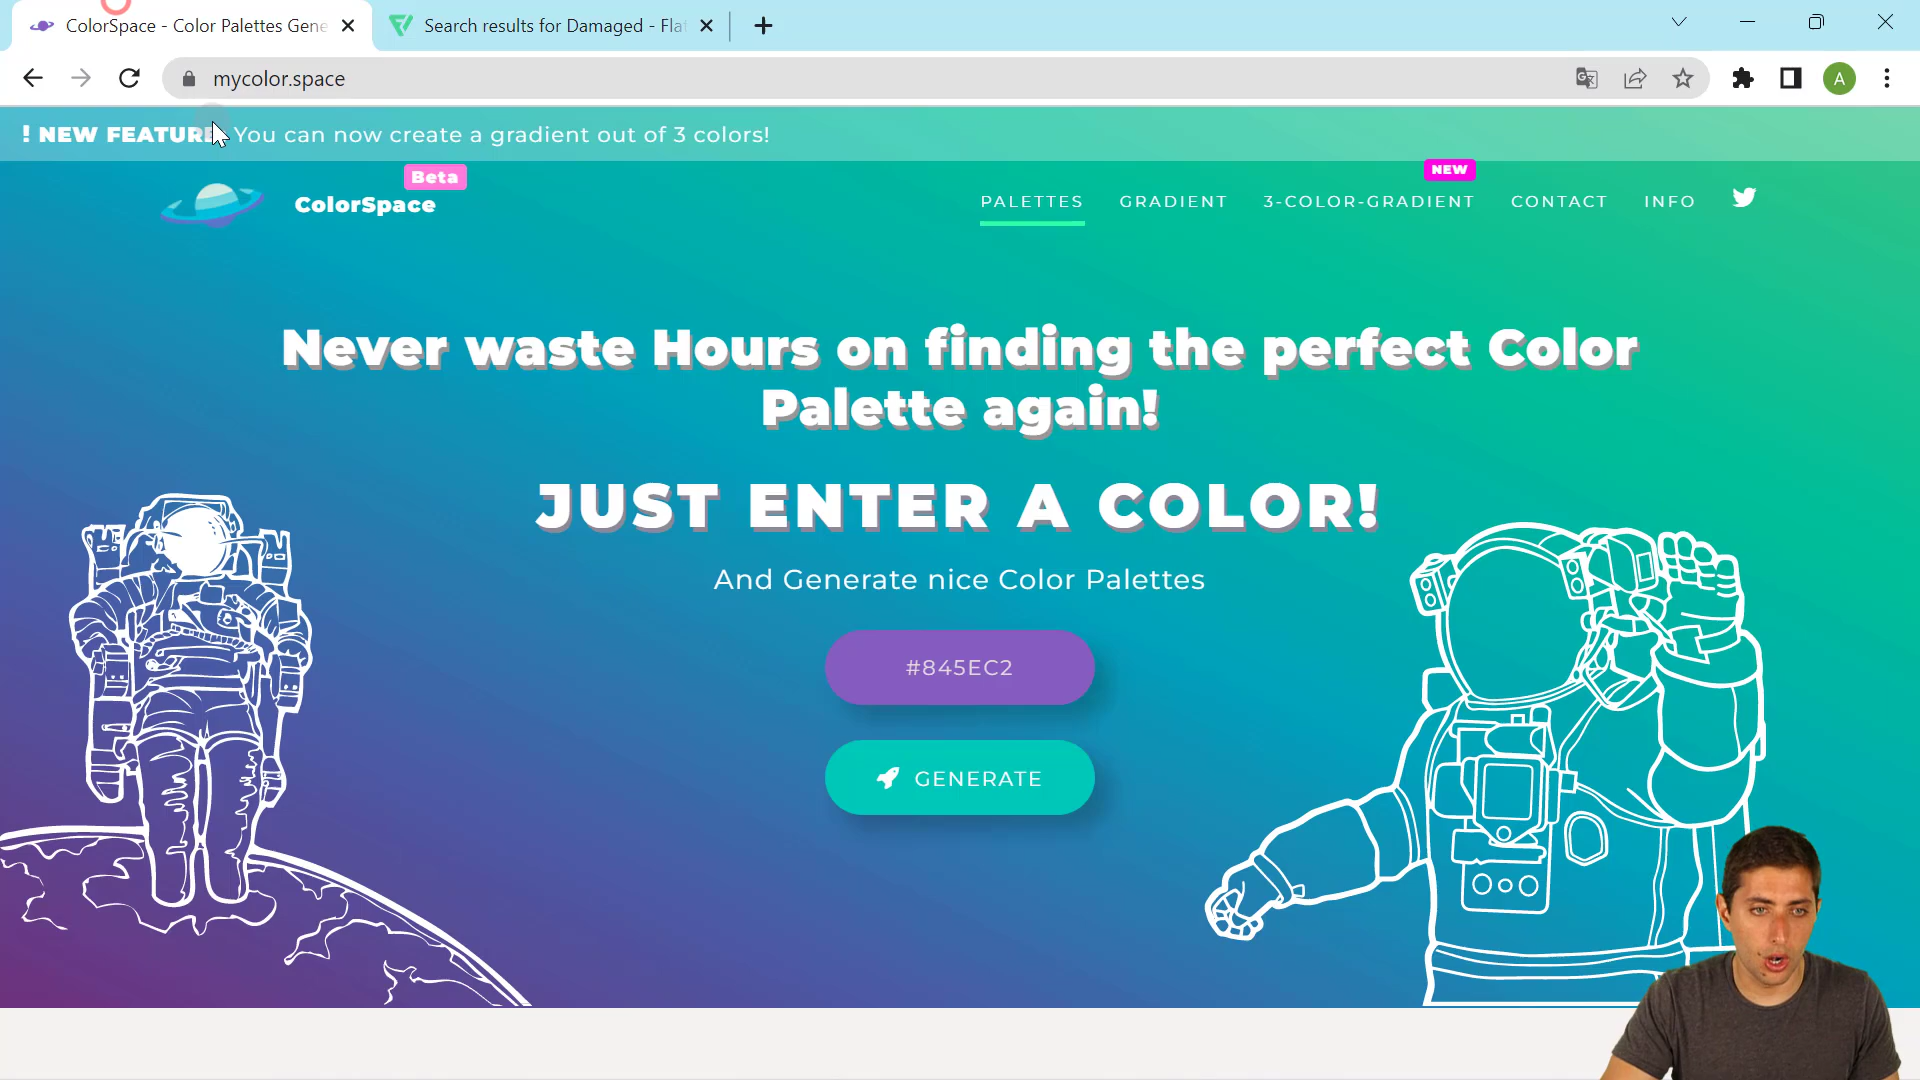 ColorSpace - Color Palettes Gene
Search results for Damaged - Fla
mycolor.space
A
! NEW FEATURE You can now create a gradient out of 3 colors!
Beta
ColorSpace
PALETTES
GRADIENT
NEW
3-COLOR-GRADIENT
CONTACT
INFO
Never waste Hours on finding the perfect Color
Palette again!
JUST ENTER A COLOR!
And Generate nice Color Palettes
#845EC2
GENERATE